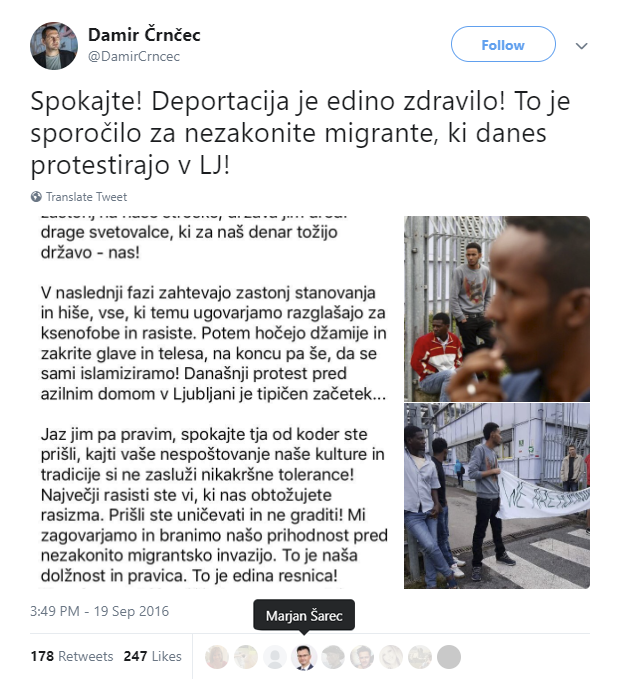 Damir Črnčec
@DamirCrncec
Follow
Spokajte! Deportacija je edino zdravilo! To je
sporočilo za nezakonite migrante, ki danes
protestirajo v LJ!
Translate Tweet
drage svetovalce, ki za naš denar tožijo
državo - nas!
V naslednji fazi zahtevajo zastonj stanovanja
in hiše, vse, ki temu ugovarjamo razglašajo za
ksenofobe in rasiste. Potem hočejo džamije in
zakrite glave in telesa, na koncu pa še, da se
sami islamiziramo! Današnji protest pred
azilnim domom v Ljubljani je tipičen začetek...
Jaz jim pa pravim, spokajte tja od koder ste
prišli, kajti vaše nespoštovanje naše kulture in
tradicije si ne zasluži nikakršne tolerance!
Največji rasisti ste vi, ki nas obtožujete
rasizma. Prišli ste uničevati in ne graditi! Mi
zagovarjamo in branimo našo prihodnost pred
nezakonito migrantsko invazijo. To je naša
dolžnost in pravica. To je edina resnica!
3:49 PM - 19 Sep 2016
Marjan Šarec
178 Retweets 247 Likes